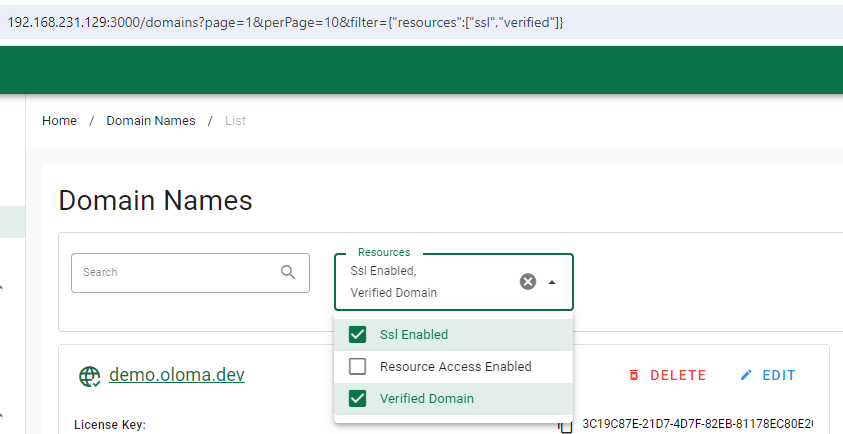 192.168.231.129:3000/domains?page=1&perPage=10&filter={"resources":["ssl","verified"]}
Home / Domain Names / List
Domain Names
Search
Resources
Ssl Enabled,
Verified Domain
Ssl Enabled
Resource Access Enabled
Verified Domain
demo.oloma.dev
DELETE
EDIT
License Key:
3C19C87E-21D7-4D7F-82EB-81178EC80E2